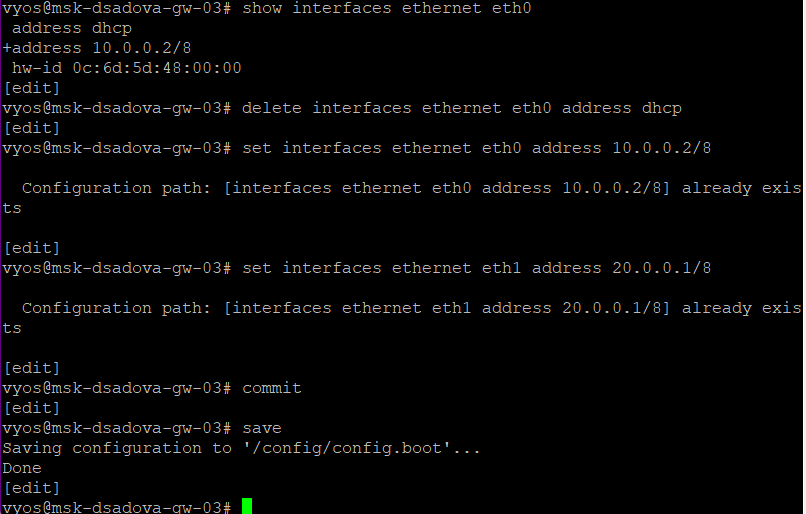 vyos@msk-dsadova-gw-03# show interfaces ethernet eth0
 address dhcp
+address 10.0.0.2/8
 hw-id 0c:6d:5d:48:00:00
[edit]
vyos@msk-dsadova-gw-03# delete interfaces ethernet eth0 address dhcp
[edit]
vyos@msk-dsadova-gw-03# set interfaces ethernet eth0 address 10.0.0.2/8

  Configuration path: [interfaces ethernet eth0 address 10.0.0.2/8] already exis
ts

[edit]
vyos@msk-dsadova-gw-03# set interfaces ethernet eth1 address 20.0.0.1/8

  Configuration path: [interfaces ethernet eth1 address 20.0.0.1/8] already exis
ts

[edit]
vyos@msk-dsadova-gw-03# commit
[edit]
vyos@msk-dsadova-gw-03# save
Saving configuration to '/config/config.boot'...
Done
[edit]
vyos@msk-dsadova-gw-03#